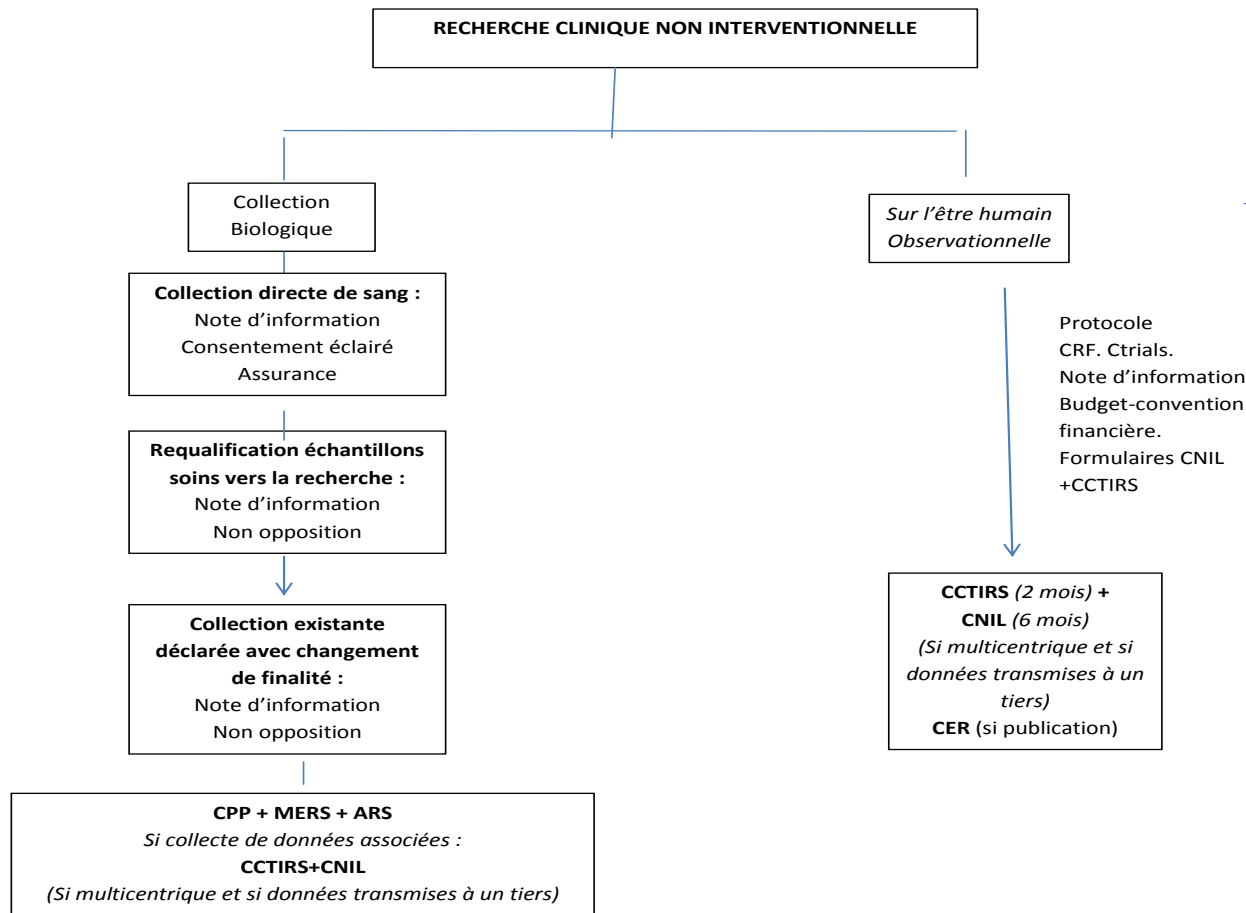 RECHERCHE CLINIQUE NON INTERVENTIONNELLE
Collection
Biologique
Collection directe de sang :
Note d’information
Consentement éclairé
Assurance
Requalification échantillons
soins vers la recherche :
Note d’information
Non opposition
Collection existante
déclarée avec changement
de finalité :
Note d’information
Non opposition
CPP + MERS + ARS
Si collecte de données associées :
CCTIRS+CNIL
(Si multicentrique et si données transmises à un tiers)
Sur l’être humain
Observationnelle
Protocole
CRF. Ctrials.
Note d’information
Budget-convention
financière.
Formulaires CNIL
+CCTIRS
CCTIRS (2 mois) +
CNIL (6 mois)
(Si multicentrique et si
données transmises à un
tiers)
CER (si publication)